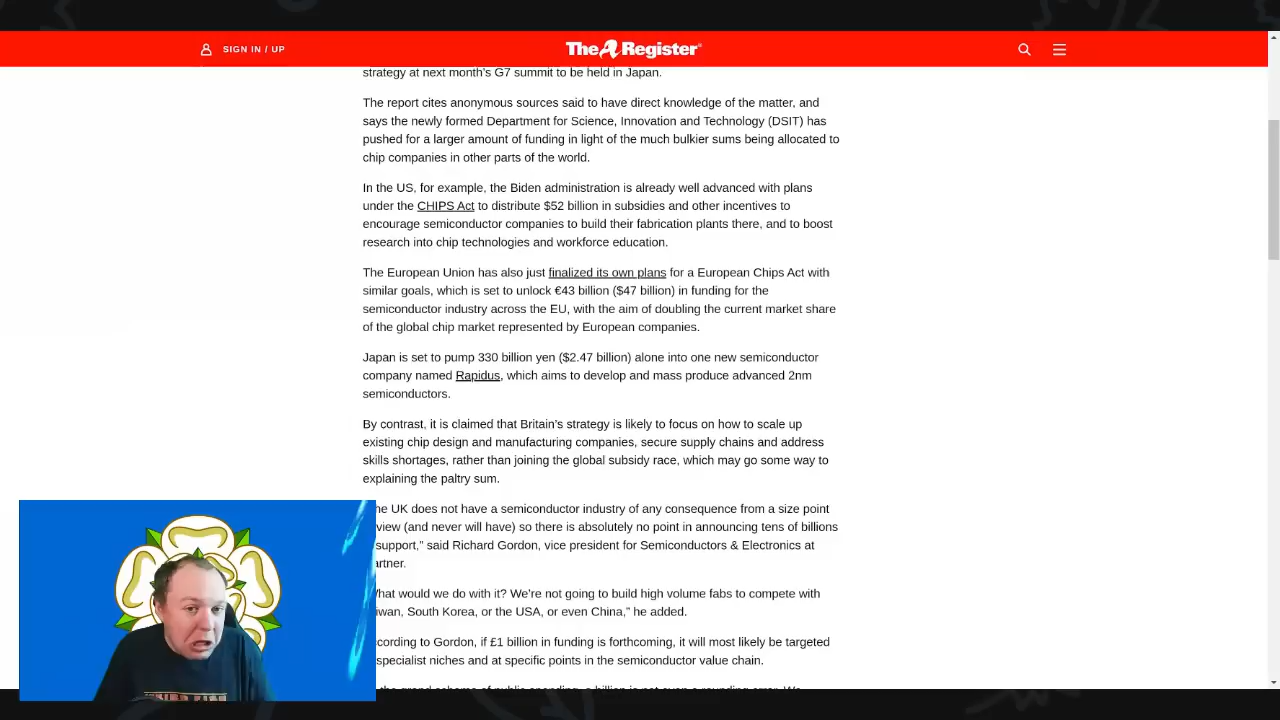 SIGN IN / UP
The Register
strategy at next month's G7 summit to be held in Japan.
The report cites anonymous sources said to have direct knowledge of the matter, and
says the newly formed Department for Science, Innovation and Technology (DSIT) has
pushed for a larger amount of funding in light of the much bulkier sums being allocated to
chip companies in other parts of the world.
In the US, for example, the Biden administration is already well advanced with plans
under the CHIPS Act to distribute $52 billion in subsidies and other incentives to
encourage semiconductor companies to build their fabrication plants there, and to boost
research into chip technologies and workforce education.
The European Union has also just finalized its own plans for a European Chips Act with
similar goals, which is set to unlock €43 billion ($47 billion) in funding for the
semiconductor industry across the EU, with the aim of doubling the current market share
of the global chip market represented by European companies.
Japan is set to pump 330 billion yen ($2.47 billion) alone into one new semiconductor
company named Rapidus, which aims to develop and mass produce advanced 2nm
semiconductors.
By contrast, it is claimed that Britain's strategy is likely to focus on how to scale up
existing chip design and manufacturing companies, secure supply chains and address
skills shortages, rather than joining the global subsidy race, which may go some way to
explaining the paltry sum.
he UK does not have a semiconductor industry of any consequence from a size point
view (and never will have) so there is absolutely no point in announcing tens of billions
support," said Richard Gordon, vice president for Semiconductors & Electronics at
artner.
hat would we do with it? We're not going to build high volume fabs to compete with
wan, South Korea, or the USA, or even China," he added.
cording to Gordon, if £1 billion in funding is forthcoming, it will most likely be targeted
specialist niches and at specific points in the semiconductor value chain.
the grand scheme of public spending, a billion is not even a rounding error. We